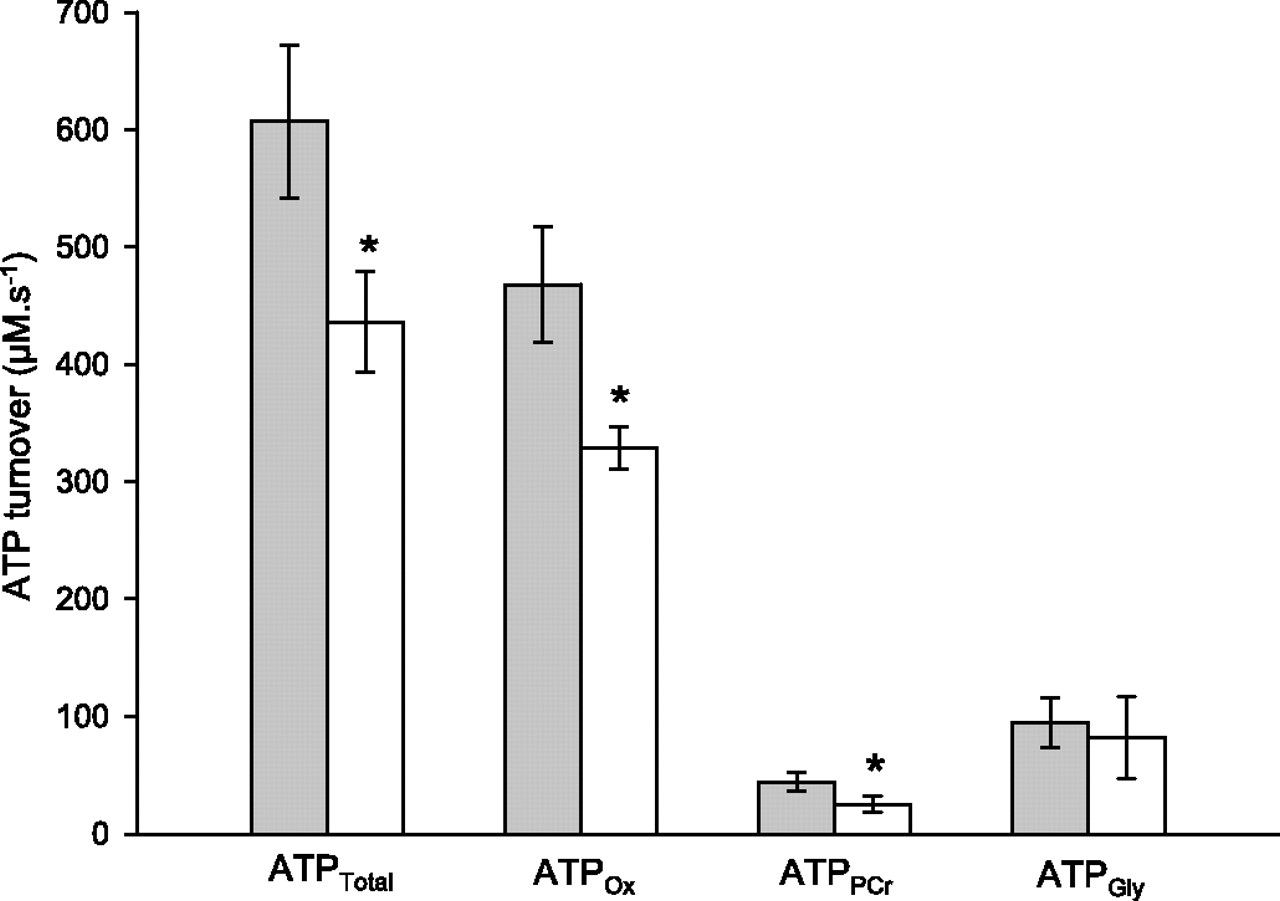 700
600
500
400
300
200
100
0
ATP turnover (µM.s-1)
*
*
*
ATPTotal
ATPOx
ATPPCr
ATPGly